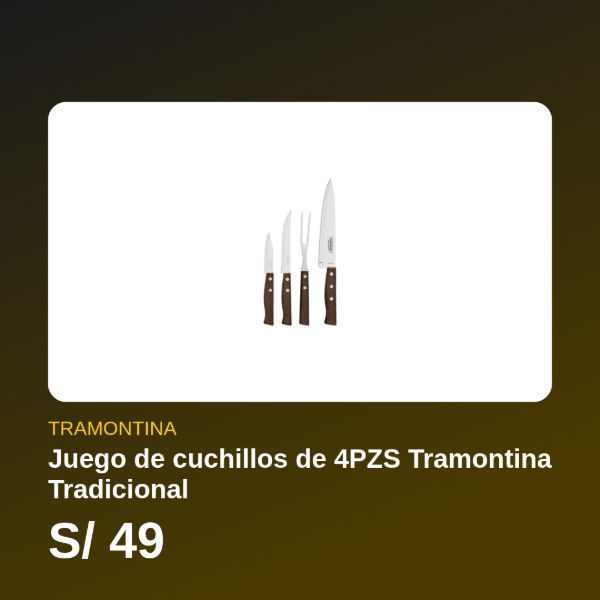 TRAMONTINA
Juego de cuchillos de 4PZS Tramontina
Tradicional
S/ 49